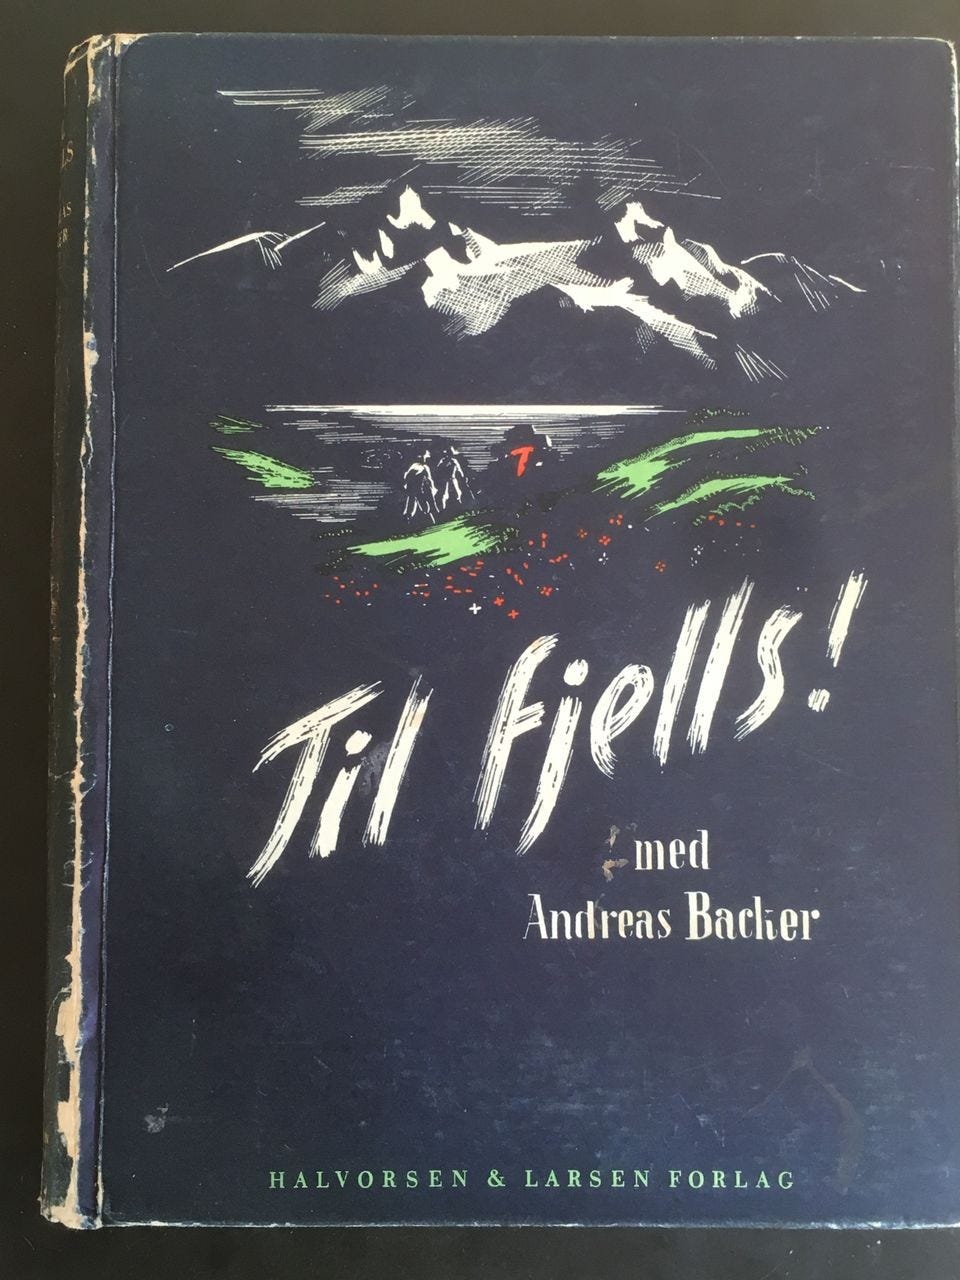 T
Til fjells!
med
Andreas Backer
HALVORSEN & LARSEN FORLAG